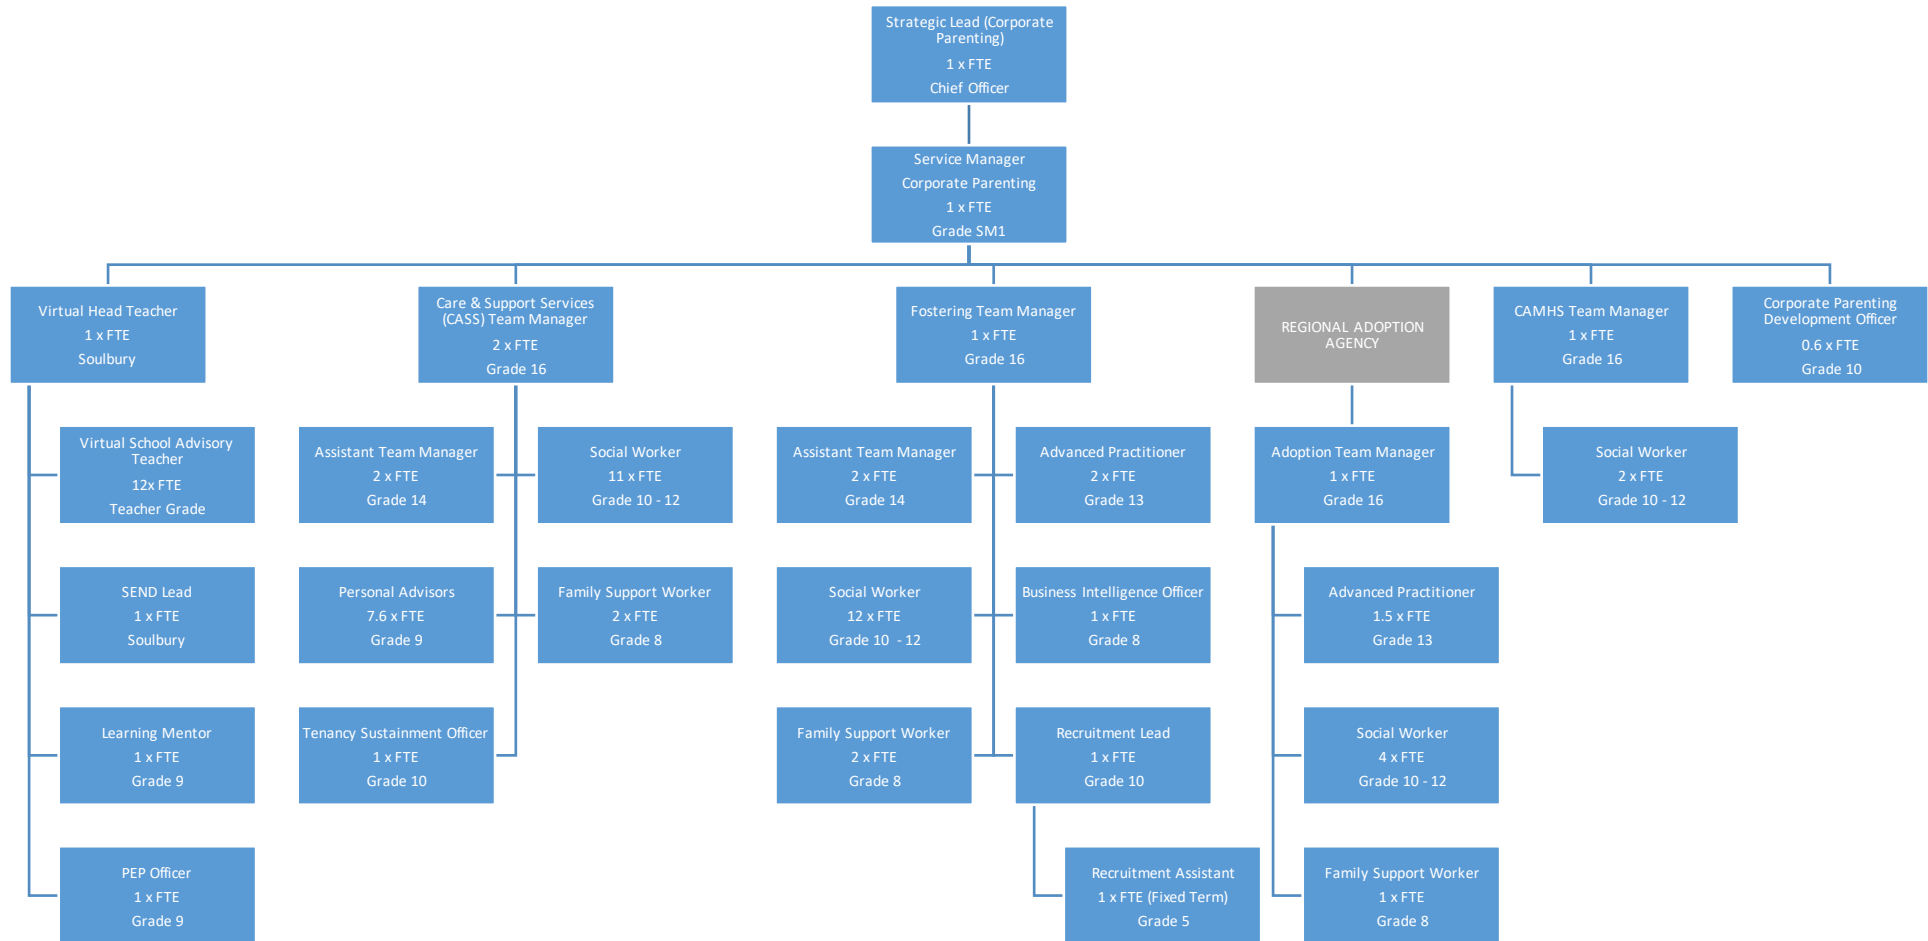 Strategic Lead (Corporate
Parenting)
1 x FTE
Chief Officer
Service Manager
Corporate Parenting
1 x FTE
Grade SM1
Virtual Head Teacher
1 x FTE
Soulbury
Care & Support Services
(CASS) Team Manager
2 x FTE
Grade 16
Fostering Team Manager
1 x FTE
Grade 16
REGIONAL ADOPTION
AGENCY
CAMHS Team Manager
1 x FTE
Grade 16
Corporate Parenting
Development Officer
0.6 x FTE
Grade 10
Virtual School Advisory
Teacher
12x FTE
Teacher Grade
Assistant Team Manager
2 x FTE
Grade 14
Social Worker
11 x FTE
Grade 10 - 12
Assistant Team Manager
2 x FTE
Grade 14
Advanced Practitioner
2 x FTE
Grade 13
Adoption Team Manager
1 x FTE
Grade 16
Social Worker
2 x FTE
Grade 10 - 12
SEND Lead
1 x FTE
Soulbury
Personal Advisors
7.6 x FTE
Grade 9
Family Support Worker
2 x FTE
Grade 8
Social Worker
12 x FTE
Grade 10  - 12
Business Intelligence Officer
1 x FTE
Grade 8
Advanced Practitioner
1.5 x FTE
Grade 13
Learning Mentor
1 x FTE
Grade 9
Tenancy Sustainment Officer
1 x FTE
Grade 10
Family Support Worker
2 x FTE
Grade 8
Recruitment Lead
1 x FTE
Grade 10
Social Worker
4 x FTE
Grade 10 - 12
PEP Officer
1 x FTE
Grade 9
Recruitment Assistant
1 x FTE (Fixed Term)
Grade 5
Family Support Worker
1 x FTE
Grade 8